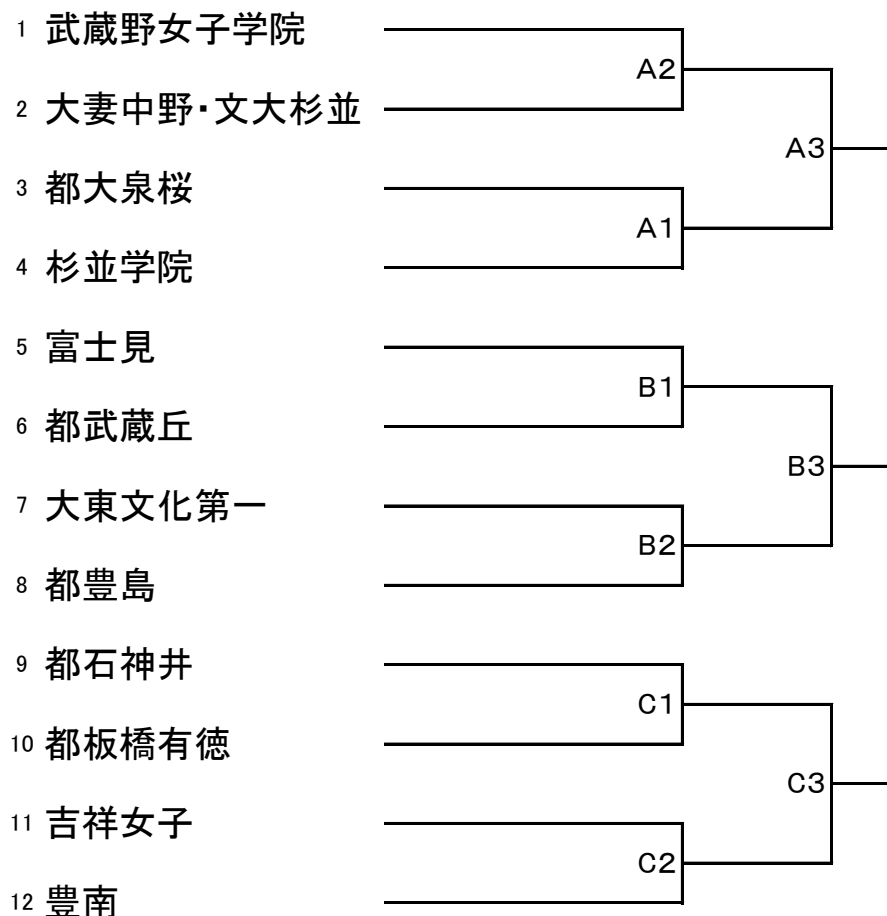 1 武蔵野女子学院
A2
2 大妻中野・文大杉並
A3
3 都大泉桜
A1
4 杉並学院
5 富士見
B1
6 都武蔵丘
B3
7 大東文化第一
B2
8 都豊島
9 都石神井
C1
10 都板橋有徳
C3
11 吉祥女子
C2
12 豊南